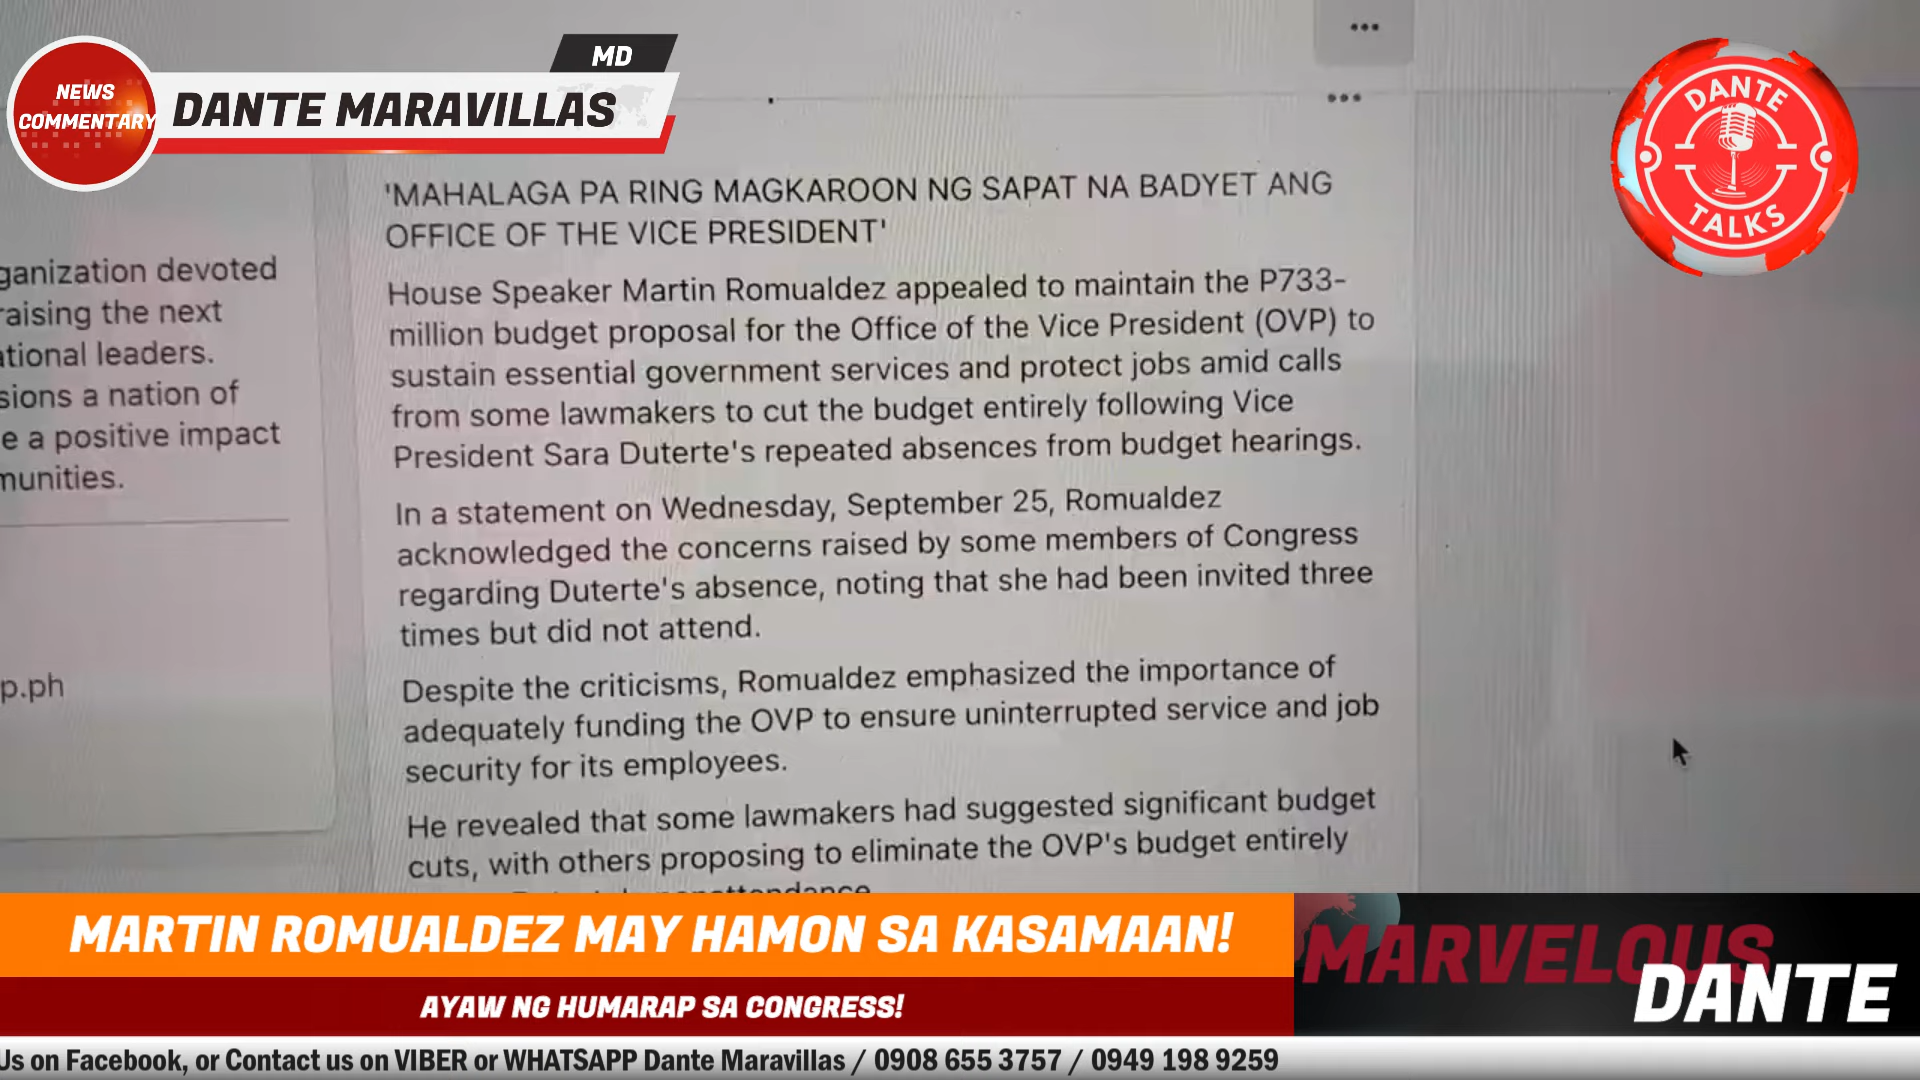 MD
NEWS
COMMENTARY
DANTE MARAVILLAS
DANTE
TALKS
'MAHALAGA PA RING MAGKAROON NG SAPAT NA BADYET ANG
OFFICE OF THE VICE PRESIDENT'
House Speaker Martin Romualdez appealed to maintain the P733-
million budget proposal for the Office of the Vice President (OVP) to
sustain essential government services and protect jobs amid calls
from some lawmakers to cut the budget entirely following Vice
President Sara Duterte's repeated absences from budget hearings.
In a statement on Wednesday, September 25, Romualdez
acknowledged the concerns raised by some members of Congress
regarding Duterte's absence, noting that she had been invited three
times but did not attend.
Despite the criticisms, Romualdez emphasized the importance of
adequately funding the OVP to ensure uninterrupted service and job
security for its employees.
He revealed that some lawmakers had suggested significant budget
cuts, with others proposing to eliminate the OVP's budget entirely
ganization devoted
raising the next
ational leaders.
sions a nation of
e a positive impact
munities.
p.ph
MARTIN ROMUALDEZ MAY HAMON SA KASAMAAN!
AYAW NG HUMARAP SA CONGRESS!
MARVELOUS
DANTE
Us on Facebook, or Contact us on VIBER or WHATSAPP Dante Maravillas / 0908 655 3757 / 0949 198 9259